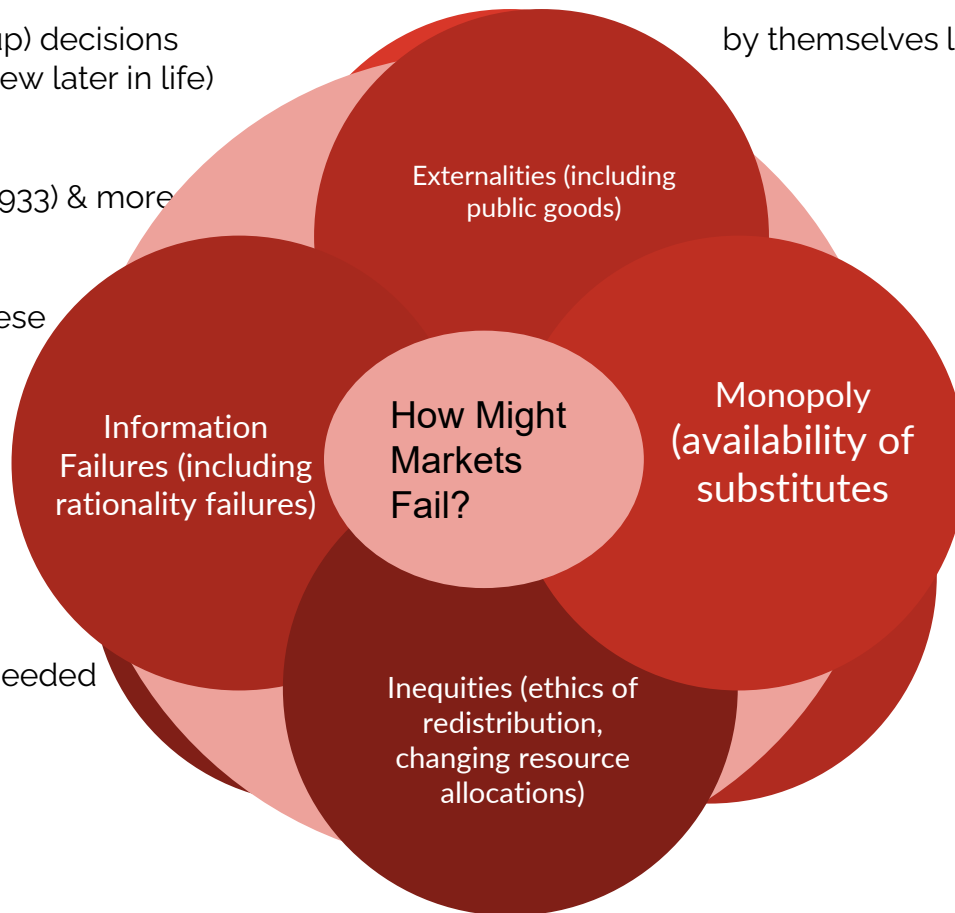 up) decisions
by themselves l
ew later in life)
933) & more
ese
eeded
Externalities (including
public goods)
Information
Failures (including
rationality failures)
How Might
Markets
Fail?
Monopoly
(availability of
substitutes
Inequities (ethics of
redistribution,
changing resource
allocations)